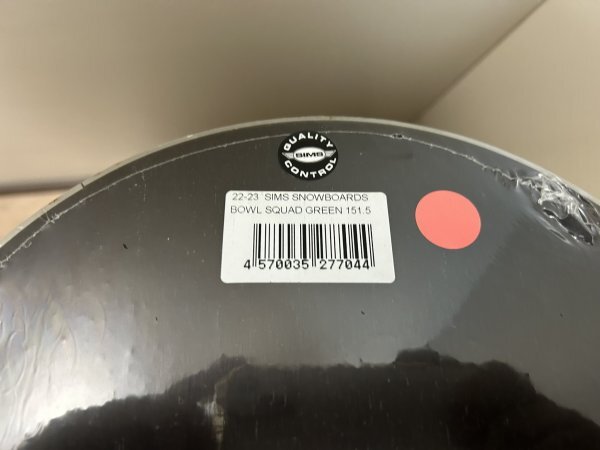 QUALITY
SIMS
CONTROL
22-23 SIMS SNOWBOARDS
BOWL SQUAD GREEN 151.5
4 570035 277044